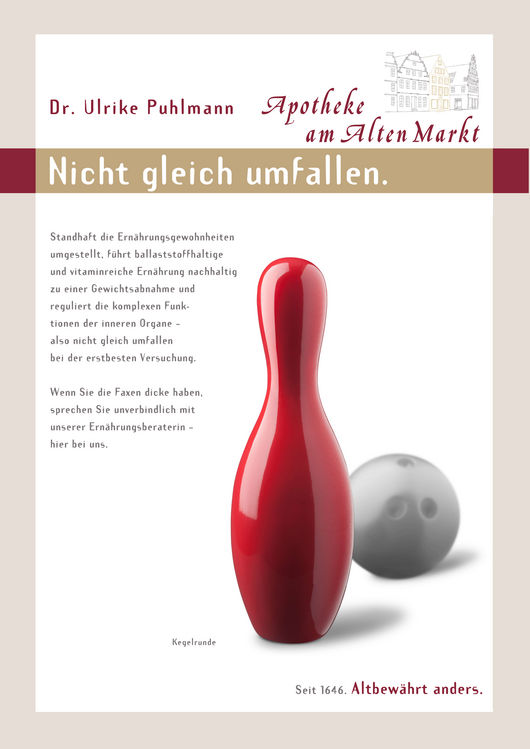 Dr. Ulrike Puhlmann
Apotheke
am Alten Markt
Nicht gleich umfallen.
Standhaft die Ernährungsgewohnheiten
umgestellt, führt ballaststoffhaltige
und vitaminreiche Ernährung nachhaltig
zu einer Gewichtsabnahme und
reguliert die komplexen Funk-
tionen der inneren Organe –
also nicht gleich umfallen
bei der erstbesten Versuchung.
Wenn Sie die Faxen dicke haben,
sprechen Sie unverbindlich mit
unserer Ernährungsberaterin –
hier bei uns.
Kegelrunde
Seit 1646. Altbewährt anders.